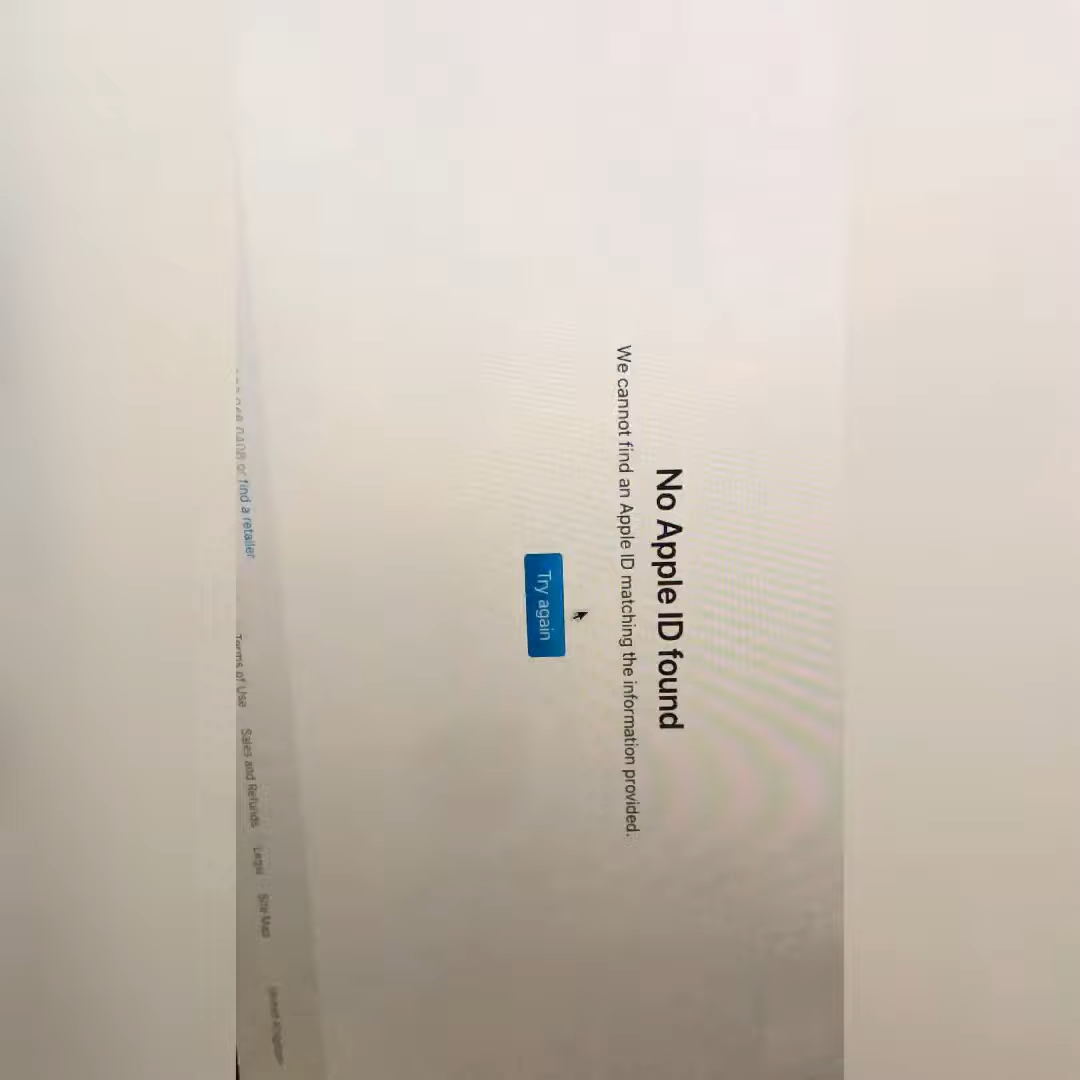 No Apple ID found
We cannot find an Apple ID matching the information provided.
Try again
or find a retailer
Terms of Use Sales and Refunds Legal Site Map